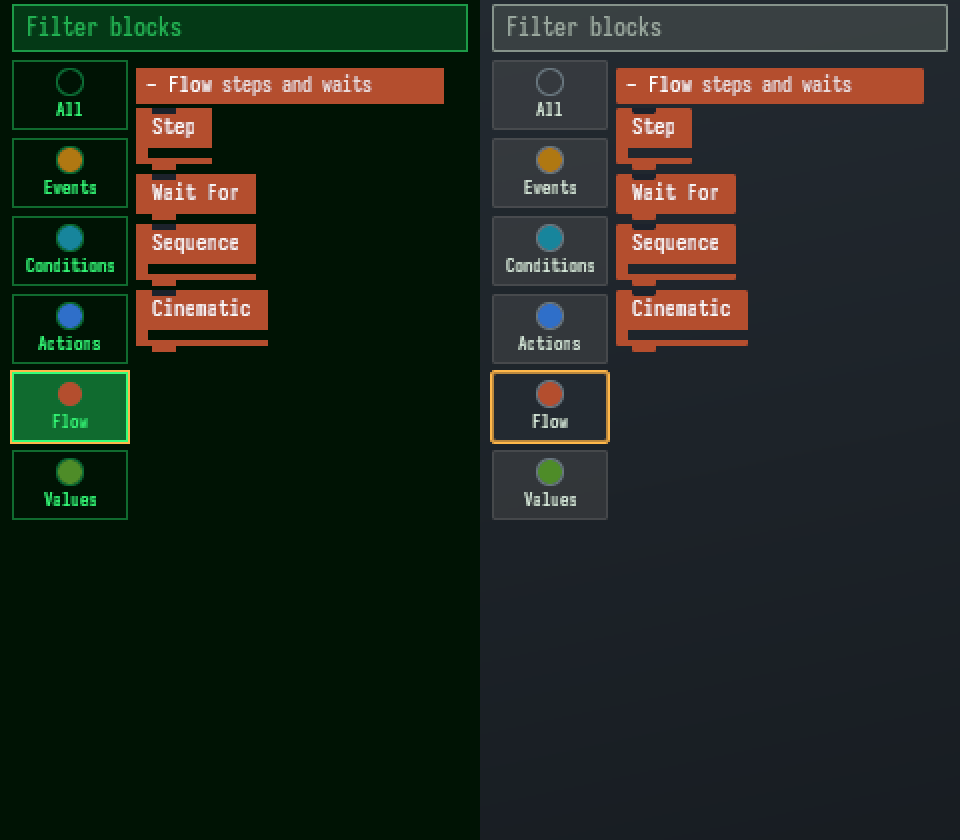 Filter blocks
All
Events
Conditions
Actions
Flow
Values
– Flow steps and waits
Step
Wait For
Sequence
Cinematic
Filter blocks
All
Events
Conditions
Actions
Flow
Values
– Flow steps and waits
Step
Wait For
Sequence
Cinematic